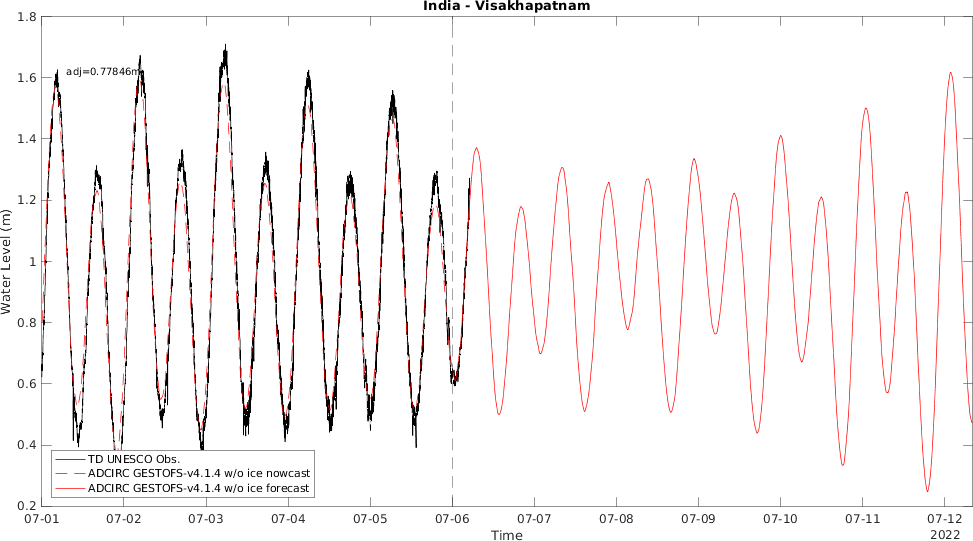 India - Visakhapatnam
adj=0.77846m
Water Level (m)
1.8
1.6
1.4
1.2
1
0.8
0.6
0.4
0.2
TD UNESCO Obs.
ADCIRC GESTOFS-v4.1.4 w/o ice nowcast
ADCIRC GESTOFS-v4.1.4 w/o ice forecast
07-01 07-02 07-03 07-04 07-05 07-06 07-07 07-08 07-09 07-10 07-11 07-12
2022
Time